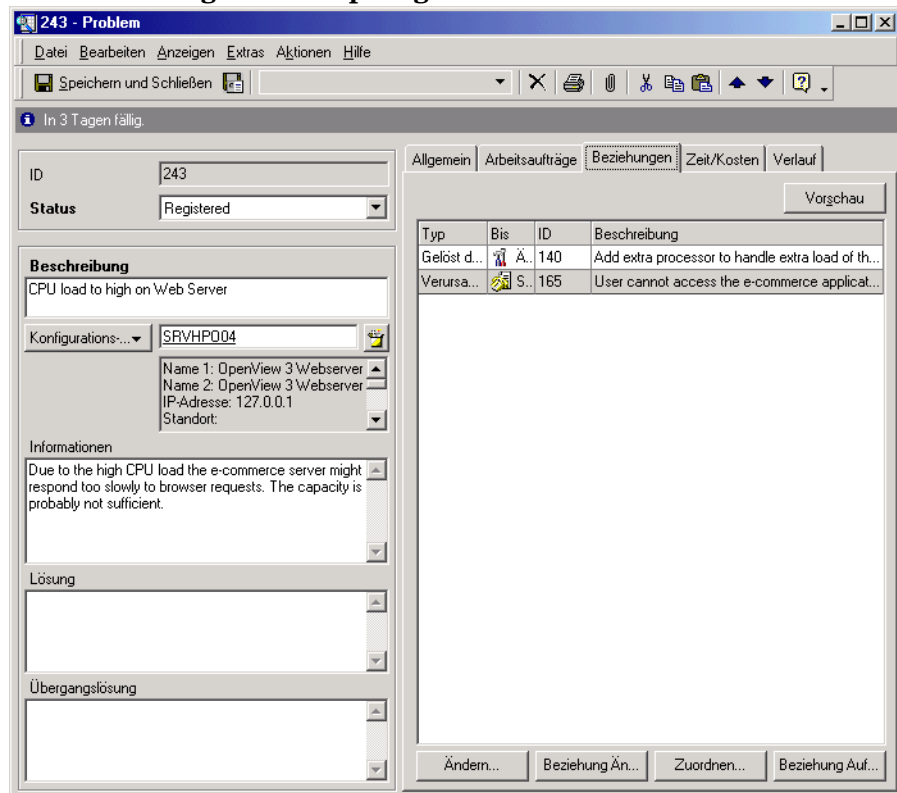 243 - Problem
Datei Bearbeiten Anzeigen Extras Aktionen Hilfe
Speichern und Schließen
In 3 Tagen fällig.
ID 243
Status Registered
Beschreibung
CPU load to high on Web Server
Konfigurations-... SRVHPO04
Name 1: OpenView 3 Webserver
Name 2: OpenView 3 Webserver
IP-Adresse: 127.0.0.1
Standort:
Informationen
Due to the high CPU load the e-commerce server might
respond too slowly to browser requests. The capacity is
probably not sufficient.
Lösung
Übergangslösung
Allgemein Arbeitsaufträge Beziehungen Zeit/Kosten Verlauf
Vorschau
Typ Bis ID Beschreibung
Gelöst d... Ä.. 140 Add extra processor to handle extra load of th...
Verursa... S.. 165 User cannot access the e-commerce applicat...
Ändern... Beziehung Än... Zuordnen... Beziehung Auf...